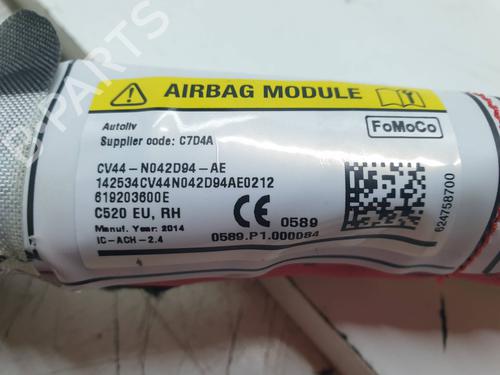 AIRBAG MODULE
Autoliv
Supplier code: C7D4A
FoMoCo
CV44-N042D94-AE
142534CV44N042D94AE0212
619203600E
C520 EU, RH
Manuf. Year: 2014
IC-ACH-2.4
CE 0589
0589.P1.000084
624758700
PARTS